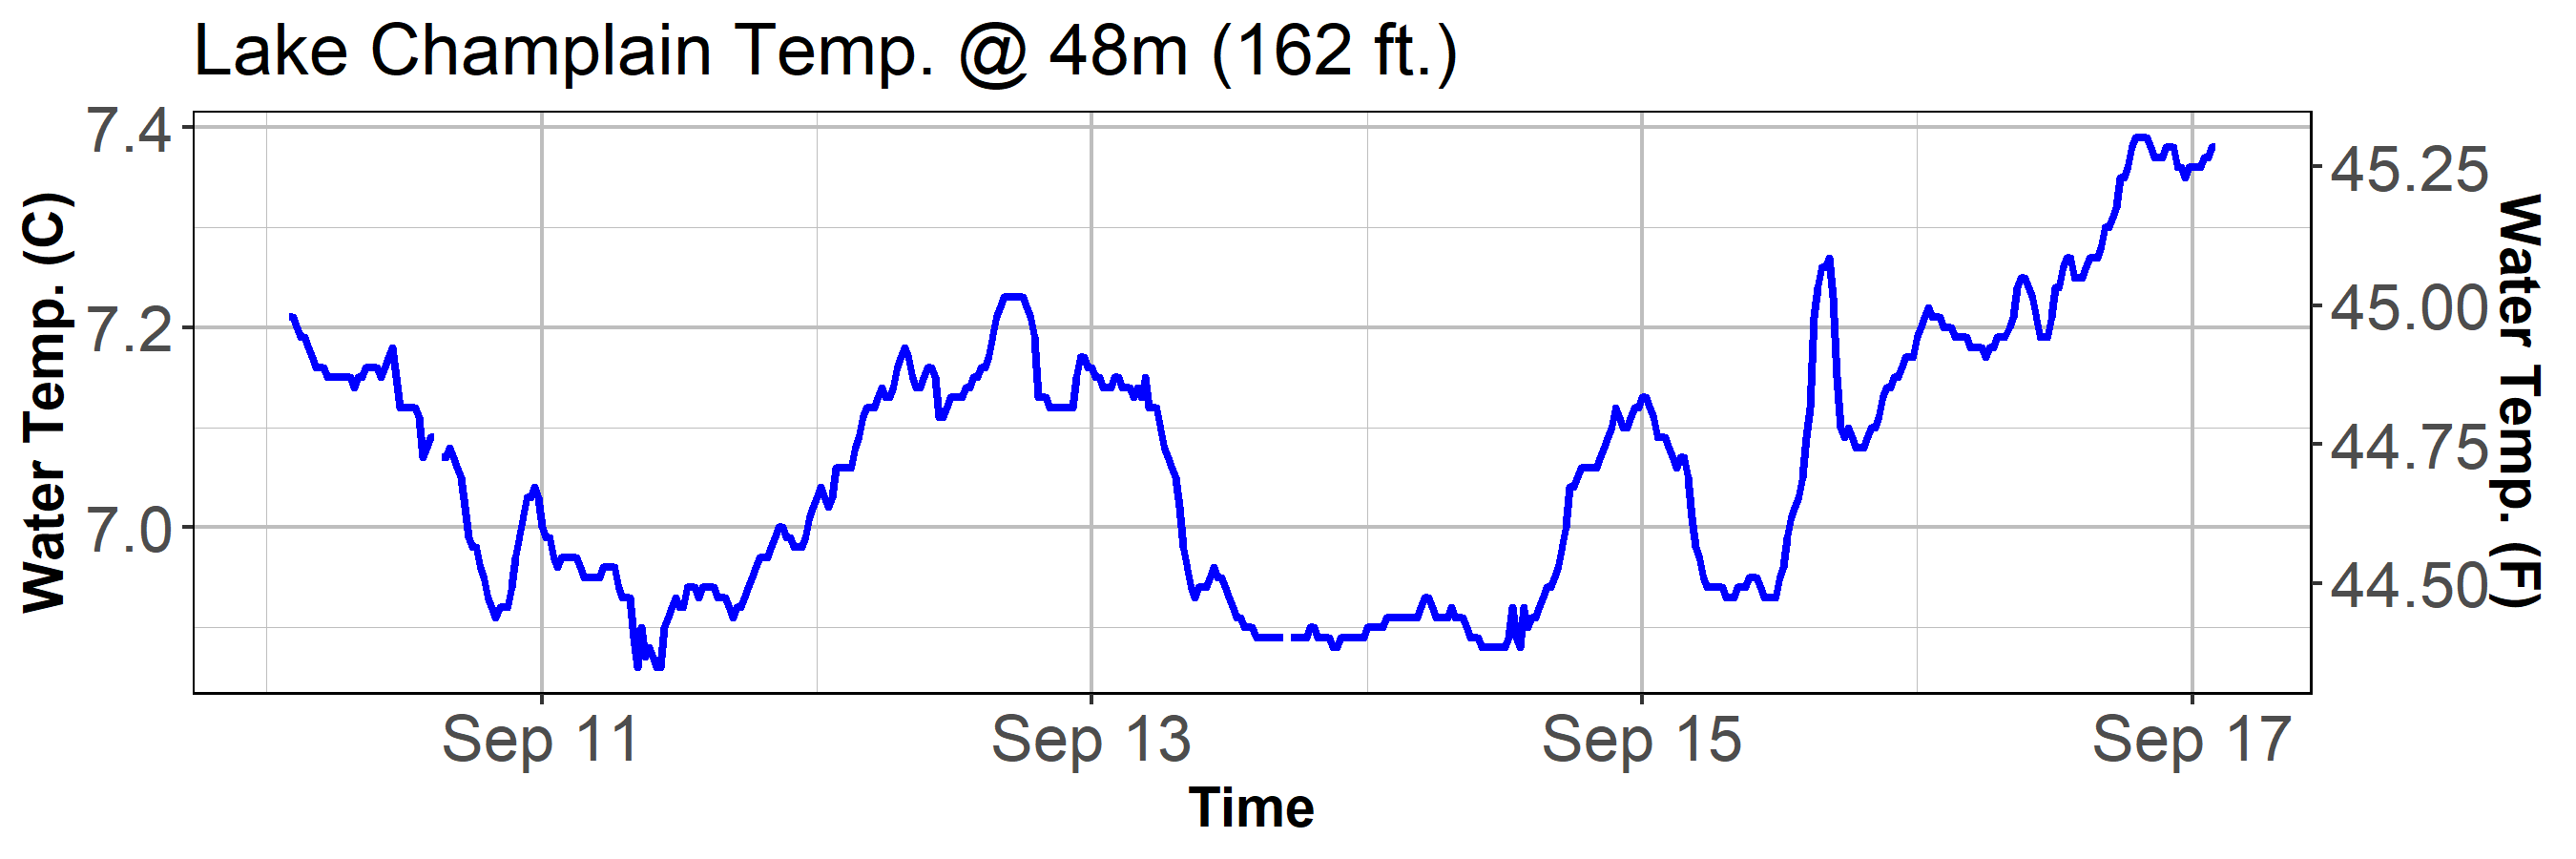 Lake Champlain Temp. @ 48m (162 ft.)
Water Temp. (C)
7.4
7.2
7.0
45.25
45.00
44.75
44.50
Water Temp. (F)
Sep 11
Sep 13
Sep 15
Sep 17
Time